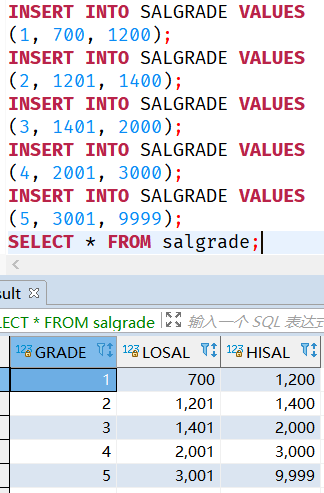 INSERT INTO SALGRADE VALUES
(1, 700, 1200);
INSERT INTO SALGRADE VALUES
(2, 1201, 1400);
INSERT INTO SALGRADE VALUES
(3, 1401, 2000);
INSERT INTO SALGRADE VALUES
(4, 2001, 3000);
INSERT INTO SALGRADE VALUES
(5, 3001, 9999);
SELECT * FROM salgrade;
sult
LECT * FROM salgrade 输入一个 SQL 表达式
123 GRADE 123 LOSAL 123 HISAL
1 700 1,200
2 1,201 1,400
3 1,401 2,000
4 2,001 3,000
5 3,001 9,999